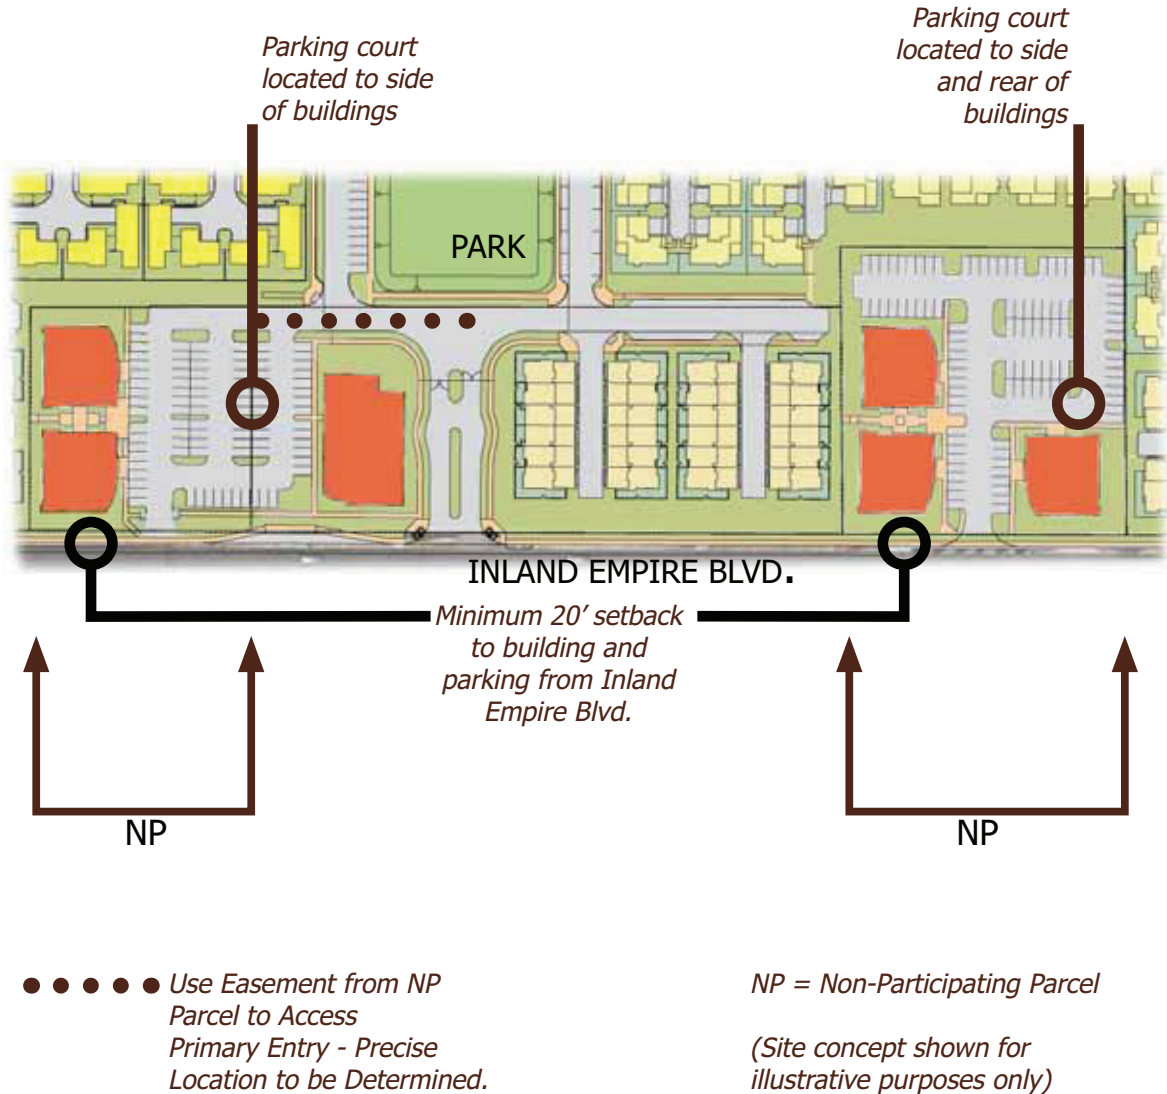 Parking court
located to side
of buildings
Parking court
located to side
and rear of
buildings
PARK
INLAND EMPIRE BLVD.
Minimum 20’ setback
to building and
parking from Inland
Empire Blvd.
NP
NP
Use Easement from NP
Parcel to Access
Primary Entry - Precise
Location to be Determined.
NP = Non-Participating Parcel
(Site concept shown for
illustrative purposes only)